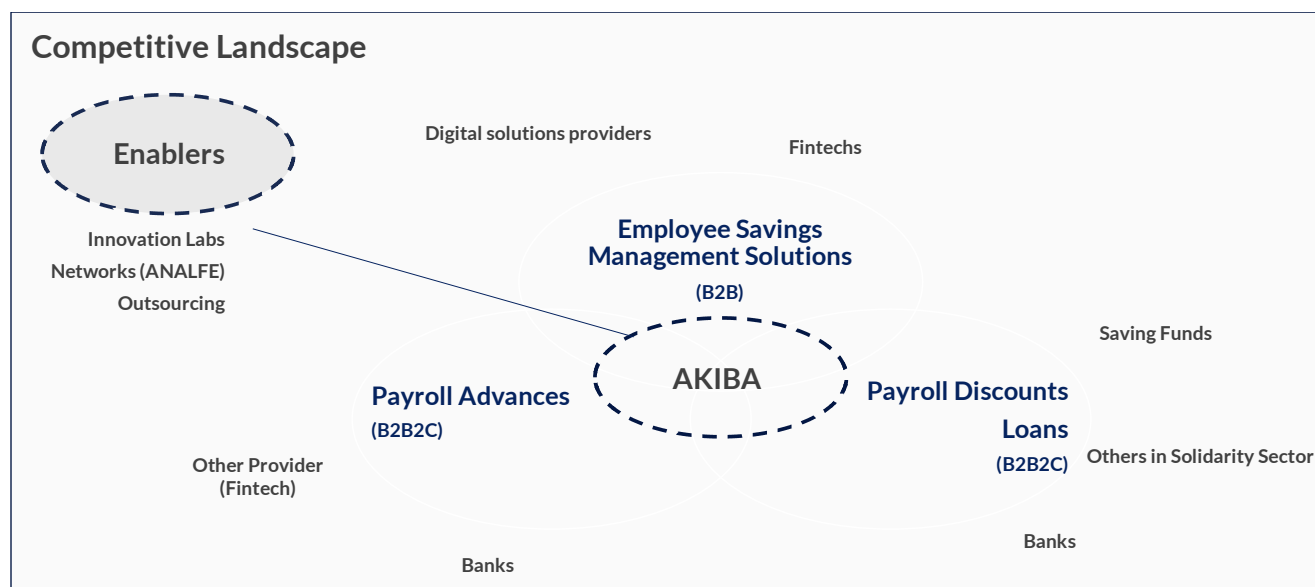 Competitive Landscape
Enablers
Innovation Labs
Networks (ANALFE)
Outsourcing
Digital solutions providers
Fintechs
Employee Savings
Management Solutions
(B2B)
AKIBA
Payroll Advances
(B2B2C)
Payroll Discounts
Loans
(B2B2C)
Saving Funds
Others in Solidarity Sector
Other Provider
(Fintech)
Banks
Banks